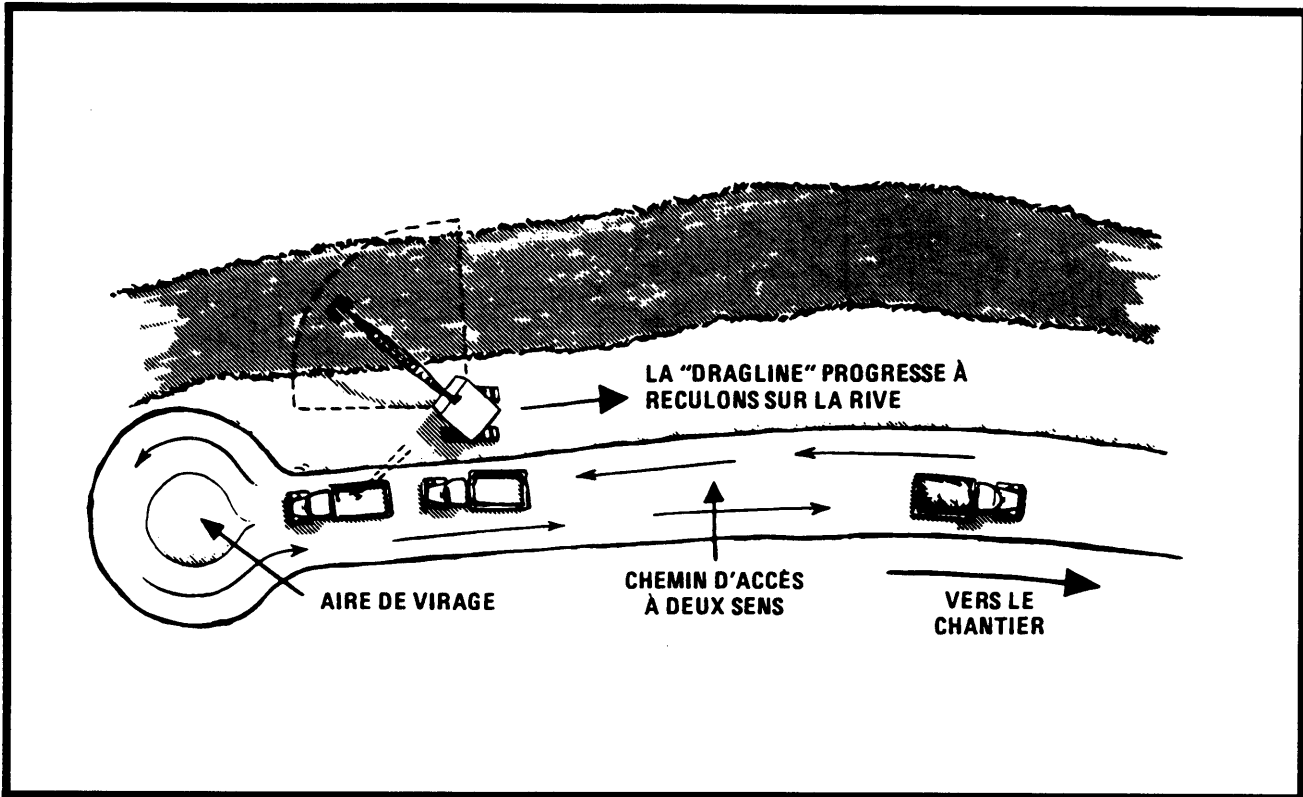 LA "DRAGLINE" PROGRESSE À
RECULONS SUR LA RIVE
AIRE DE VIRAGE
CHEMIN D'ACCÈS
À DEUX SENS
VERS LE
CHANTIER